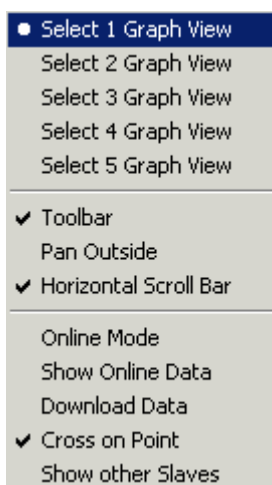 Select 1 Graph View
Select 2 Graph View
Select 3 Graph View
Select 4 Graph View
Select 5 Graph View
Toolbar
Pan Outside
Horizontal Scroll Bar
Online Mode
Show Online Data
Download Data
Cross on Point
Show other Slaves